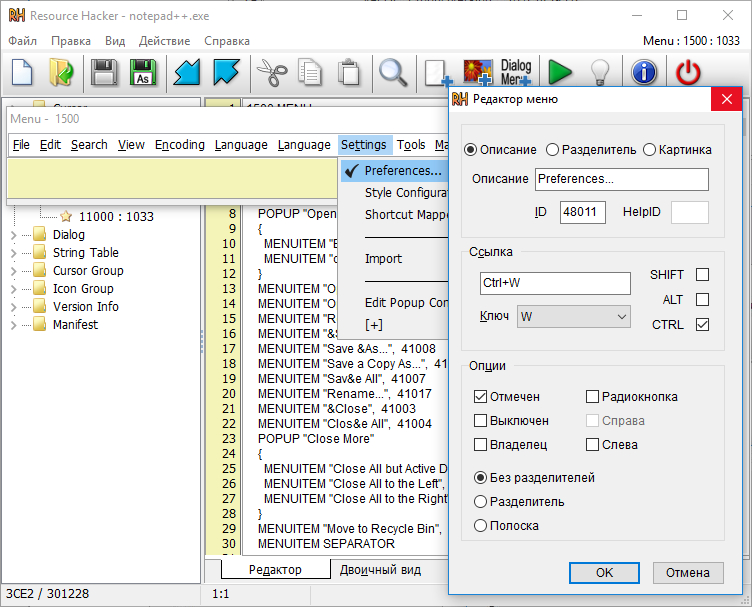 Resource Hacker - notepad++.exe
Файл Правка Вид Действие Справка
Menu : 1500 : 1033
As
Dialog
Menu
1500 MENU
Menu - 1500
File Edit Search View Encoding Language Language Settings Tools Ma
Preferences...
Style Configura
Shortcut Mappe
Import
Edit Popup Con
[+]
11000 : 1033
Dialog
String Table
Cursor Group
Icon Group
Version Info
Manifest
8 POPUP "Open
9 {
10 MENUITEM "E
11 MENUITEM "c
12 }
13 MENUITEM "O
14 MENUITEM "O
15 MENUITEM "R
16 MENUITEM "&S
17 MENUITEM "Save &As...", 41008
18 MENUITEM "Save a Copy As...", 41
19 MENUITEM "Sav&e All", 41007
20 MENUITEM "Rename...", 41017
21 MENUITEM "&Close", 41003
22 MENUITEM "Clos&e All", 41004
23 POPUP "Close More"
24 {
25 MENUITEM "Close All but Active D
26 MENUITEM "Close All to the Left",
27 MENUITEM "Close All to the Right"
28 }
29 MENUITEM "Move to Recycle Bin",
30 MENUITEM SEPARATOR
Редактор Двоичный вид
3CE2 / 301228
1:1
RH Редактор меню
Описание Разделитель Картинка
Описание Preferences...
ID 48011 HelpID
Ссылка
Ctrl+W
SHIFT
ALT
Ключ W
CTRL
Опции
Отмечен Радиокнопка
Выключен Справа
Владелец Слева
Без разделителей
Разделитель
Полоска
OK Отмена